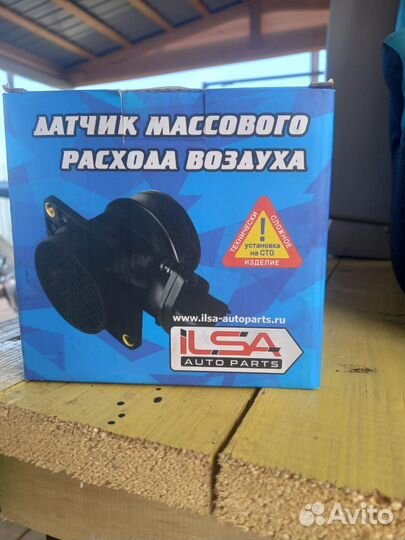 ДАТЧИК МАССОВОГО
РАСХОДА ВОЗДУХА
ТЕХНИЧЕСКИ
СЛОЖНОЕ
!
установка
на СТО
ИЗДЕЛИЕ
www.ilsa-autoparts.ru
ILSA
AUTO PARTS
Avito